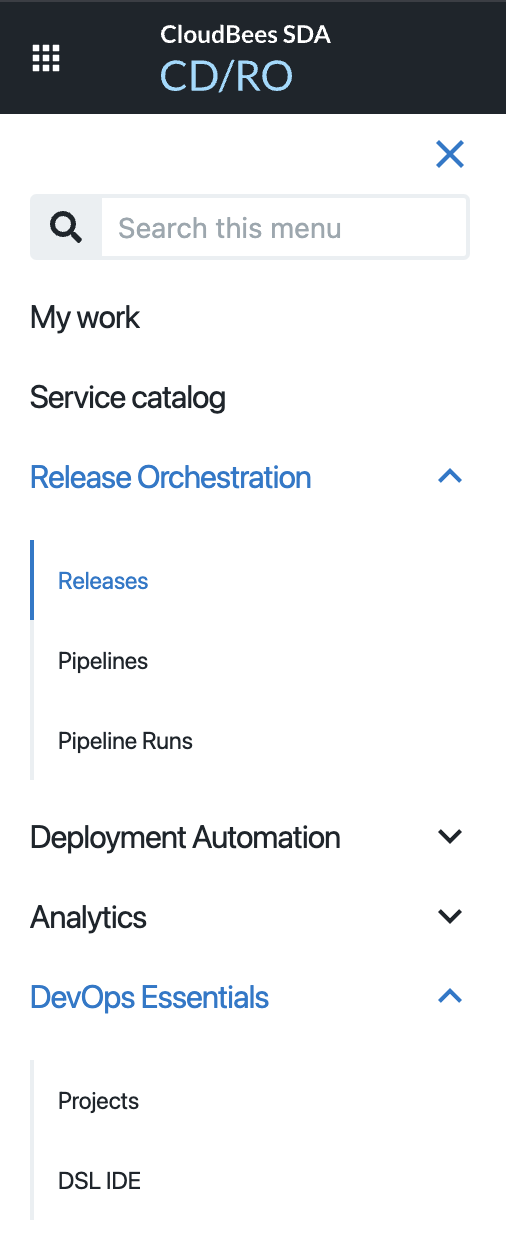 CloudBees SDA
CD/RO
Search this menu
My work
Service catalog
Release Orchestration
Releases
Pipelines
Pipeline Runs
Deployment Automation
Analytics
DevOps Essentials
Projects
DSL IDE